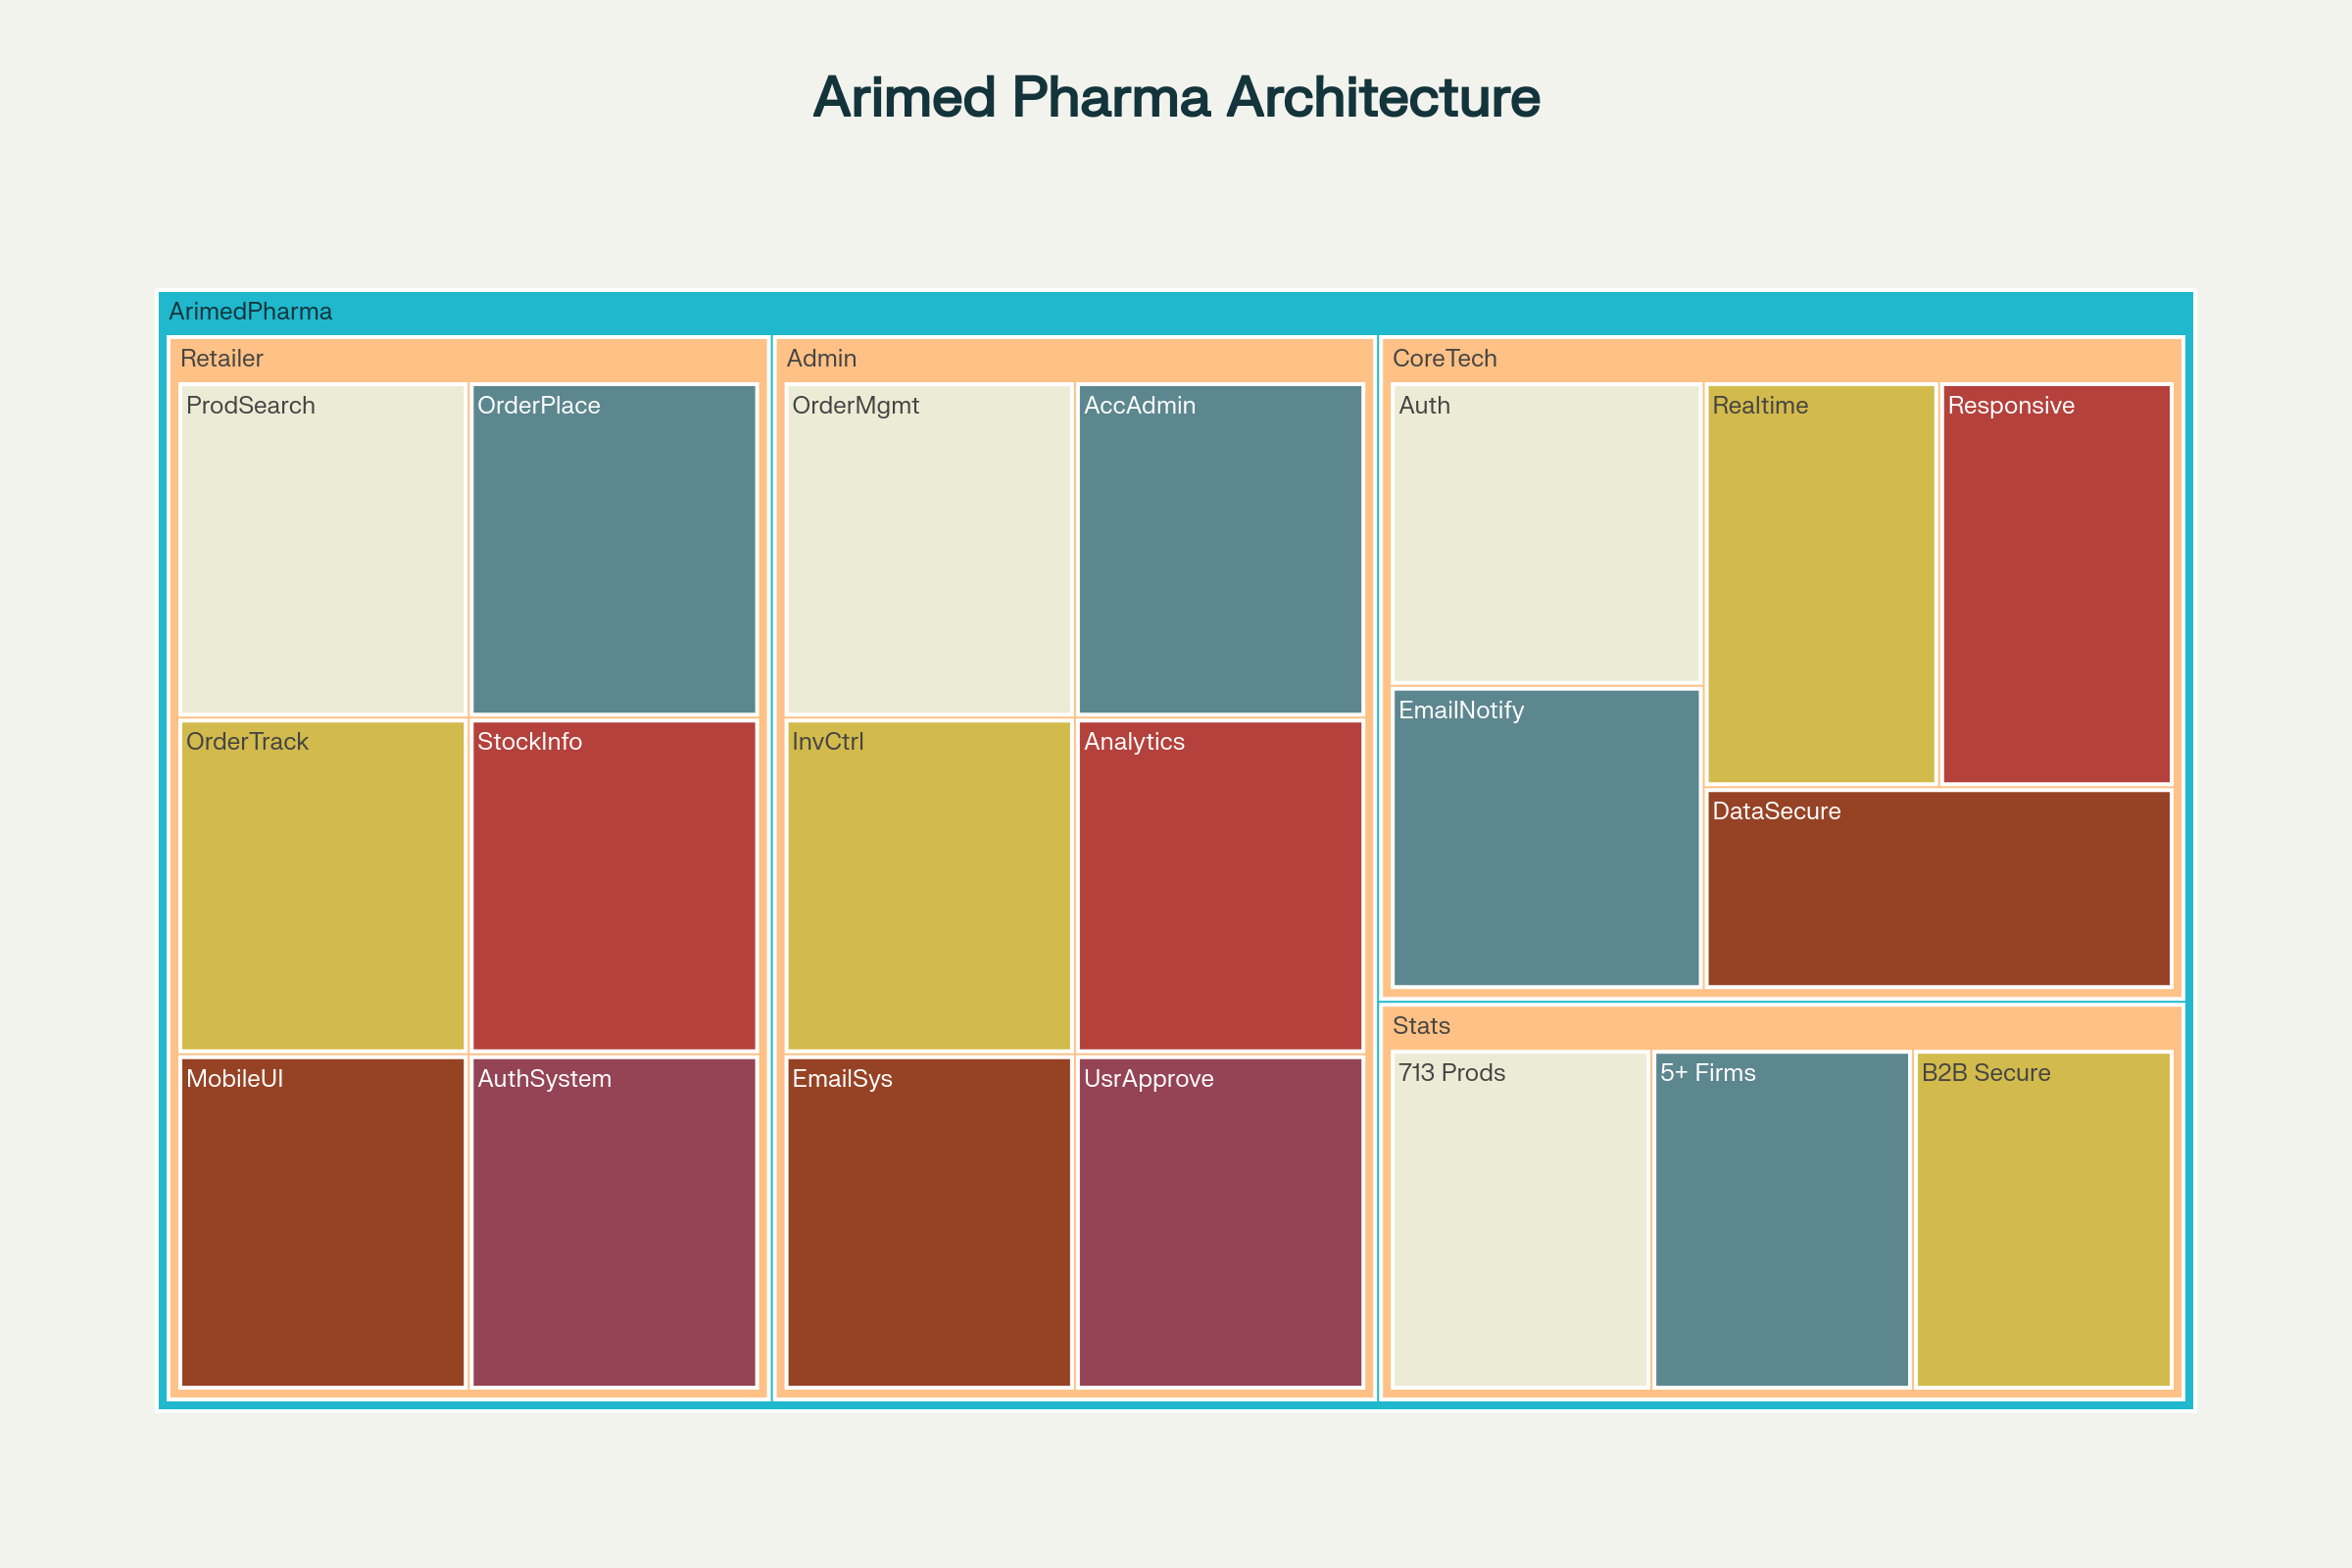 Arimed Pharma Architecture
ArimedPharma
Retailer
ProdSearch
OrderPlace
OrderTrack
StockInfo
MobileUI
AuthSystem
Admin
OrderMgmt
AccAdmin
InvCtrl
Analytics
EmailSys
UsrApprove
CoreTech
Auth
Realtime
Responsive
EmailNotify
DataSecure
Stats
713 Prods
5+ Firms
B2B Secure